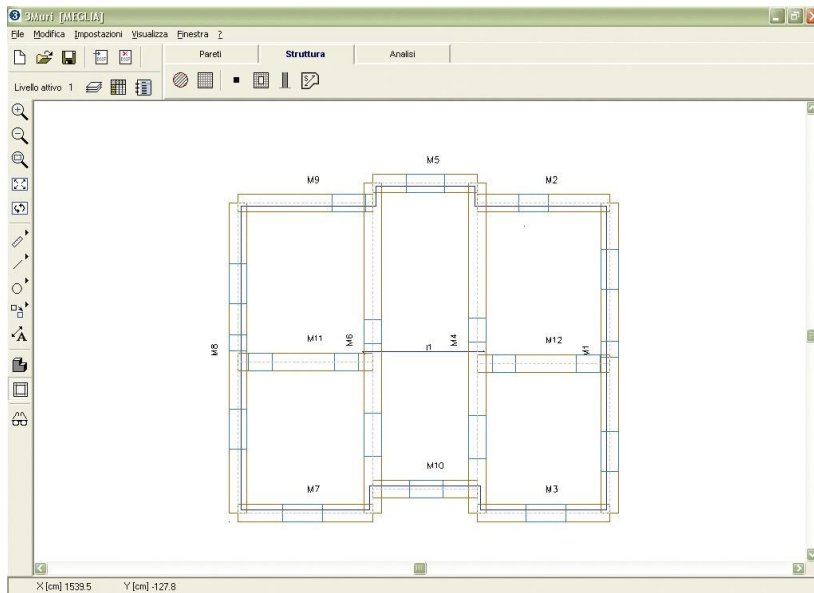 3Muri [MEGLIA]
File Modifica Impostazioni Visualizza Finestra ?
Pareti Struttura Analisi
Livello attivo 1
M5
M9 M2
M11 M6 M4 r1 M12 M1
M8
M10
M7 M3
X [cm] 1539.5 Y [cm] -127.8